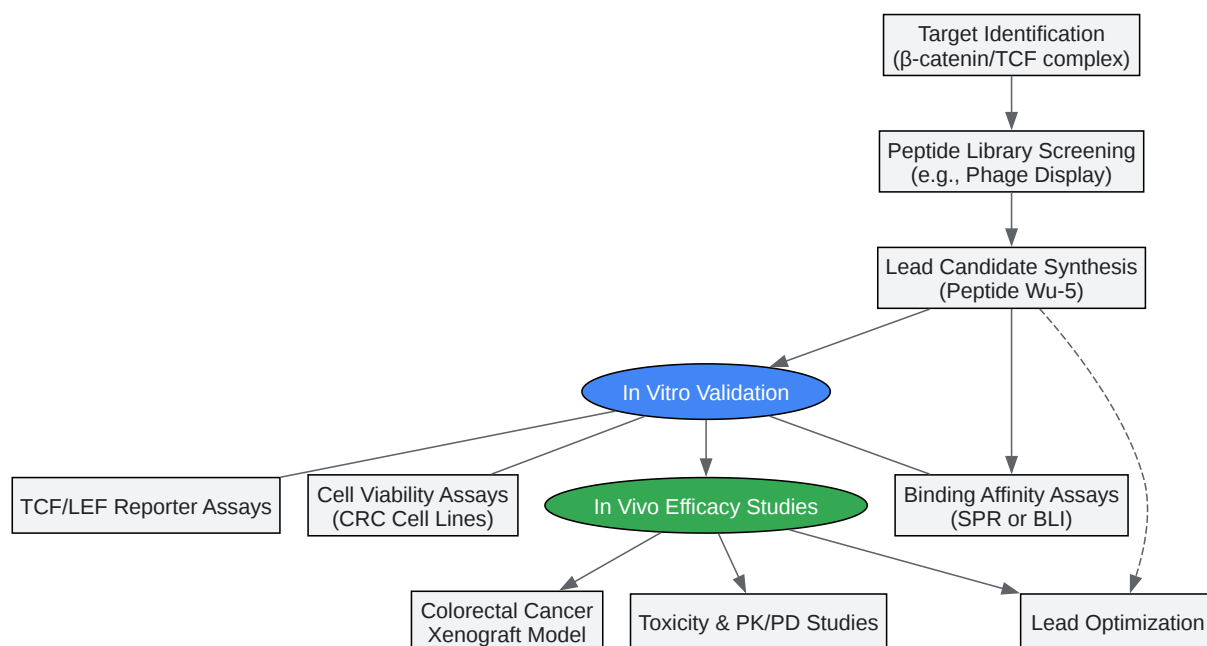 Target Identification
(β-catenin/TCF complex)
Peptide Library Screening
(e.g., Phage Display)
Lead Candidate Synthesis
(Peptide Wu-5)
In Vitro Validation
TCF/LEF Reporter Assays
Cell Viability Assays
(CRC Cell Lines)
In Vivo Efficacy Studies
Binding Affinity Assays
(SPR or BLI)
Colorectal Cancer
Xenograft Model
Toxicity & PK/PD Studies
Lead Optimization